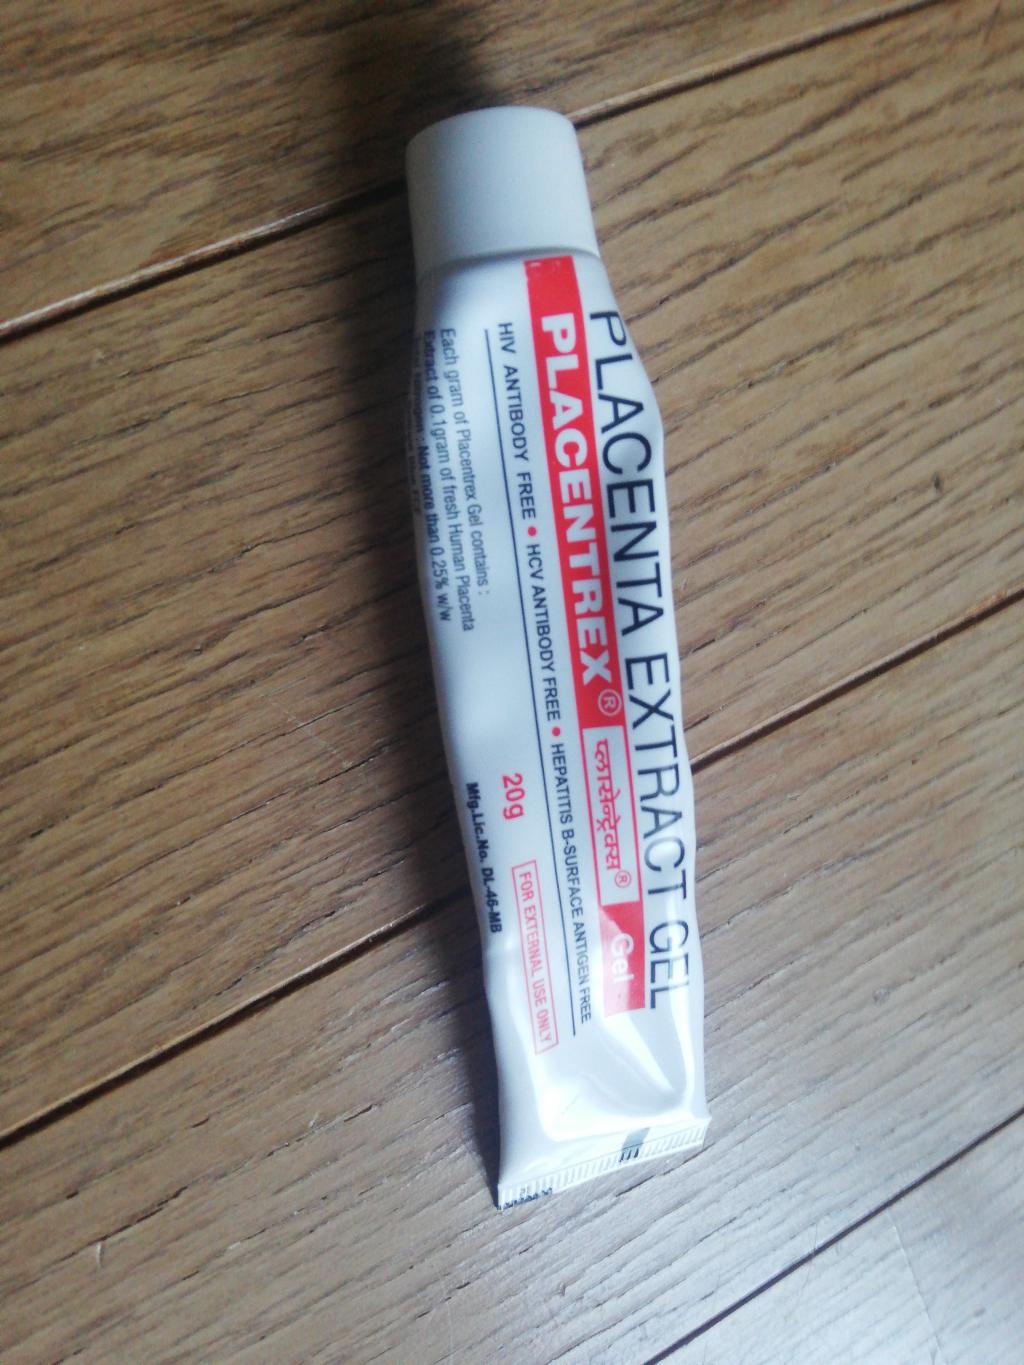 PLACENTA EXTRACT GEL
PLACENTREX® प्लासेन्ट्रेक्स® Gel
HIV ANTIBODY FREE • HCV ANTIBODY FREE • HEPATITIS B-SURFACE ANTIGEN FREE
20g FOR EXTERNAL USE ONLY
Each gram of Placentrex Gel contains :
Extract of 0.1gram of fresh Human Placenta
nitrogen : Not more than 0.25% w/w
Mfg.Lic.No. DL-46-MB